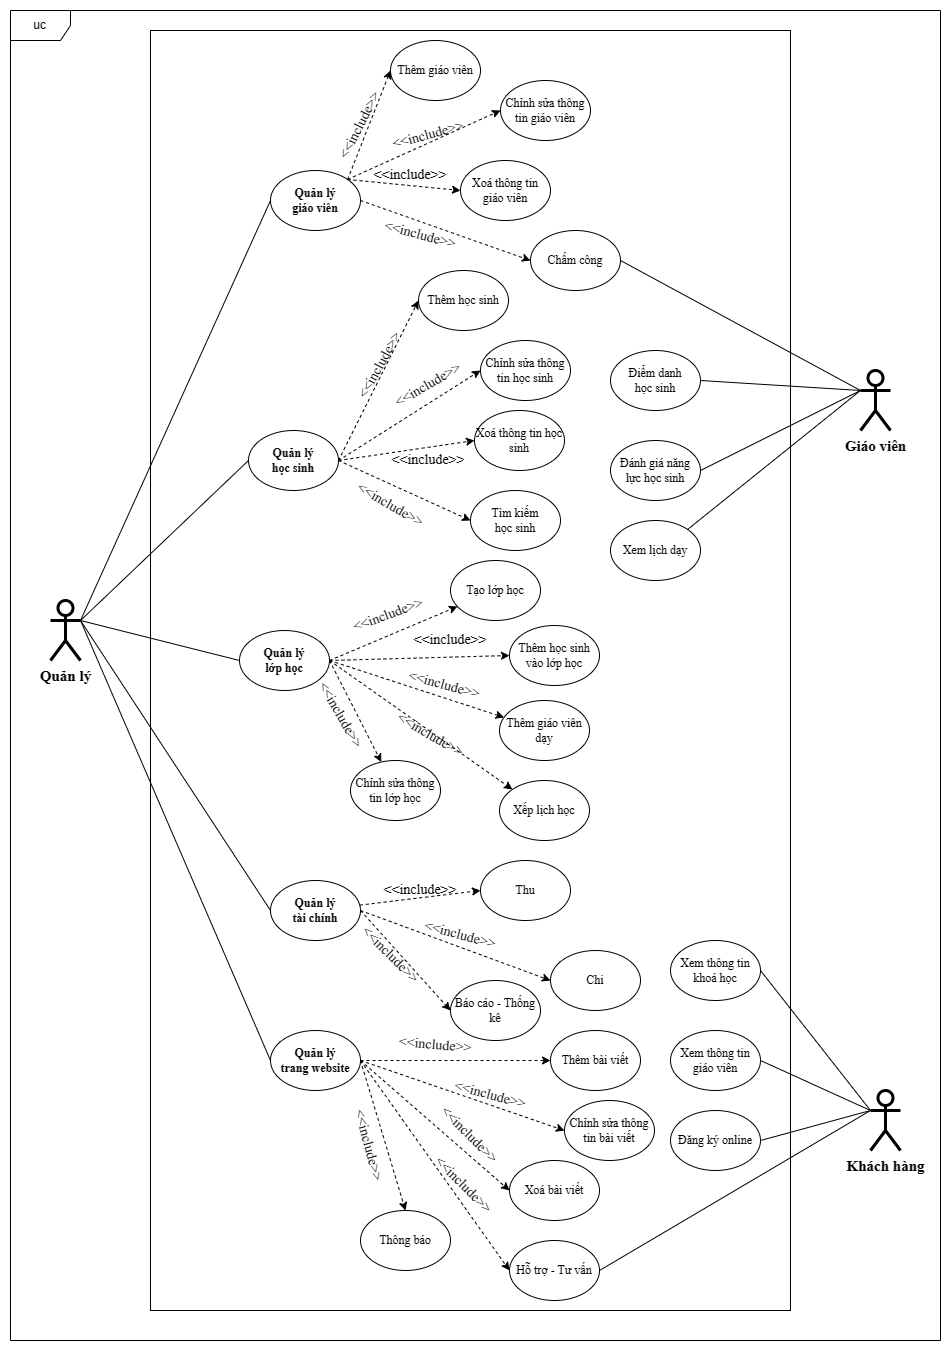 uc
Thêm giáo viên
<<include>>
Chỉnh sửa thông
tin giáo viên
<<include>>
<<include>>
Xoá thông tin
giáo viên
Quản lý
giáo viên
<<include>>
Chấm công
Thêm học sinh
<<include>>
Chỉnh sửa thông
tin học sinh
<<include>>
Điểm danh
học sinh
Giáo viên
Xoá thông tin học
sinh
<<include>>
Quản lý
học sinh
Đánh giá năng
lực học sinh
<<include>>
Tìm kiếm
học sinh
Xem lịch dạy
Tạo lớp học
<<include>>
<<include>>
Thêm học sinh
vào lớp học
Quản lý
Quản lý
lớp học
<<include>>
<<include>>
<<include>>
Thêm giáo viên
dạy
Chỉnh sửa thông
tin lớp học
Xếp lịch học
<<include>>
Thu
Quản lý
tài chính
<<include>>
<<include>>
Chi
Xem thông tin
khoá học
Báo cáo - Thống
kê
<<include>>
Quản lý
trang website
Thêm bài viết
Xem thông tin
giáo viên
<<include>>
Chỉnh sửa thông
tin bài viết
Đăng ký online
<<include>>
<<include>>
<<include>>
Khách hàng
Xoá bài viết
Thông báo
Hỗ trợ - Tư vấn